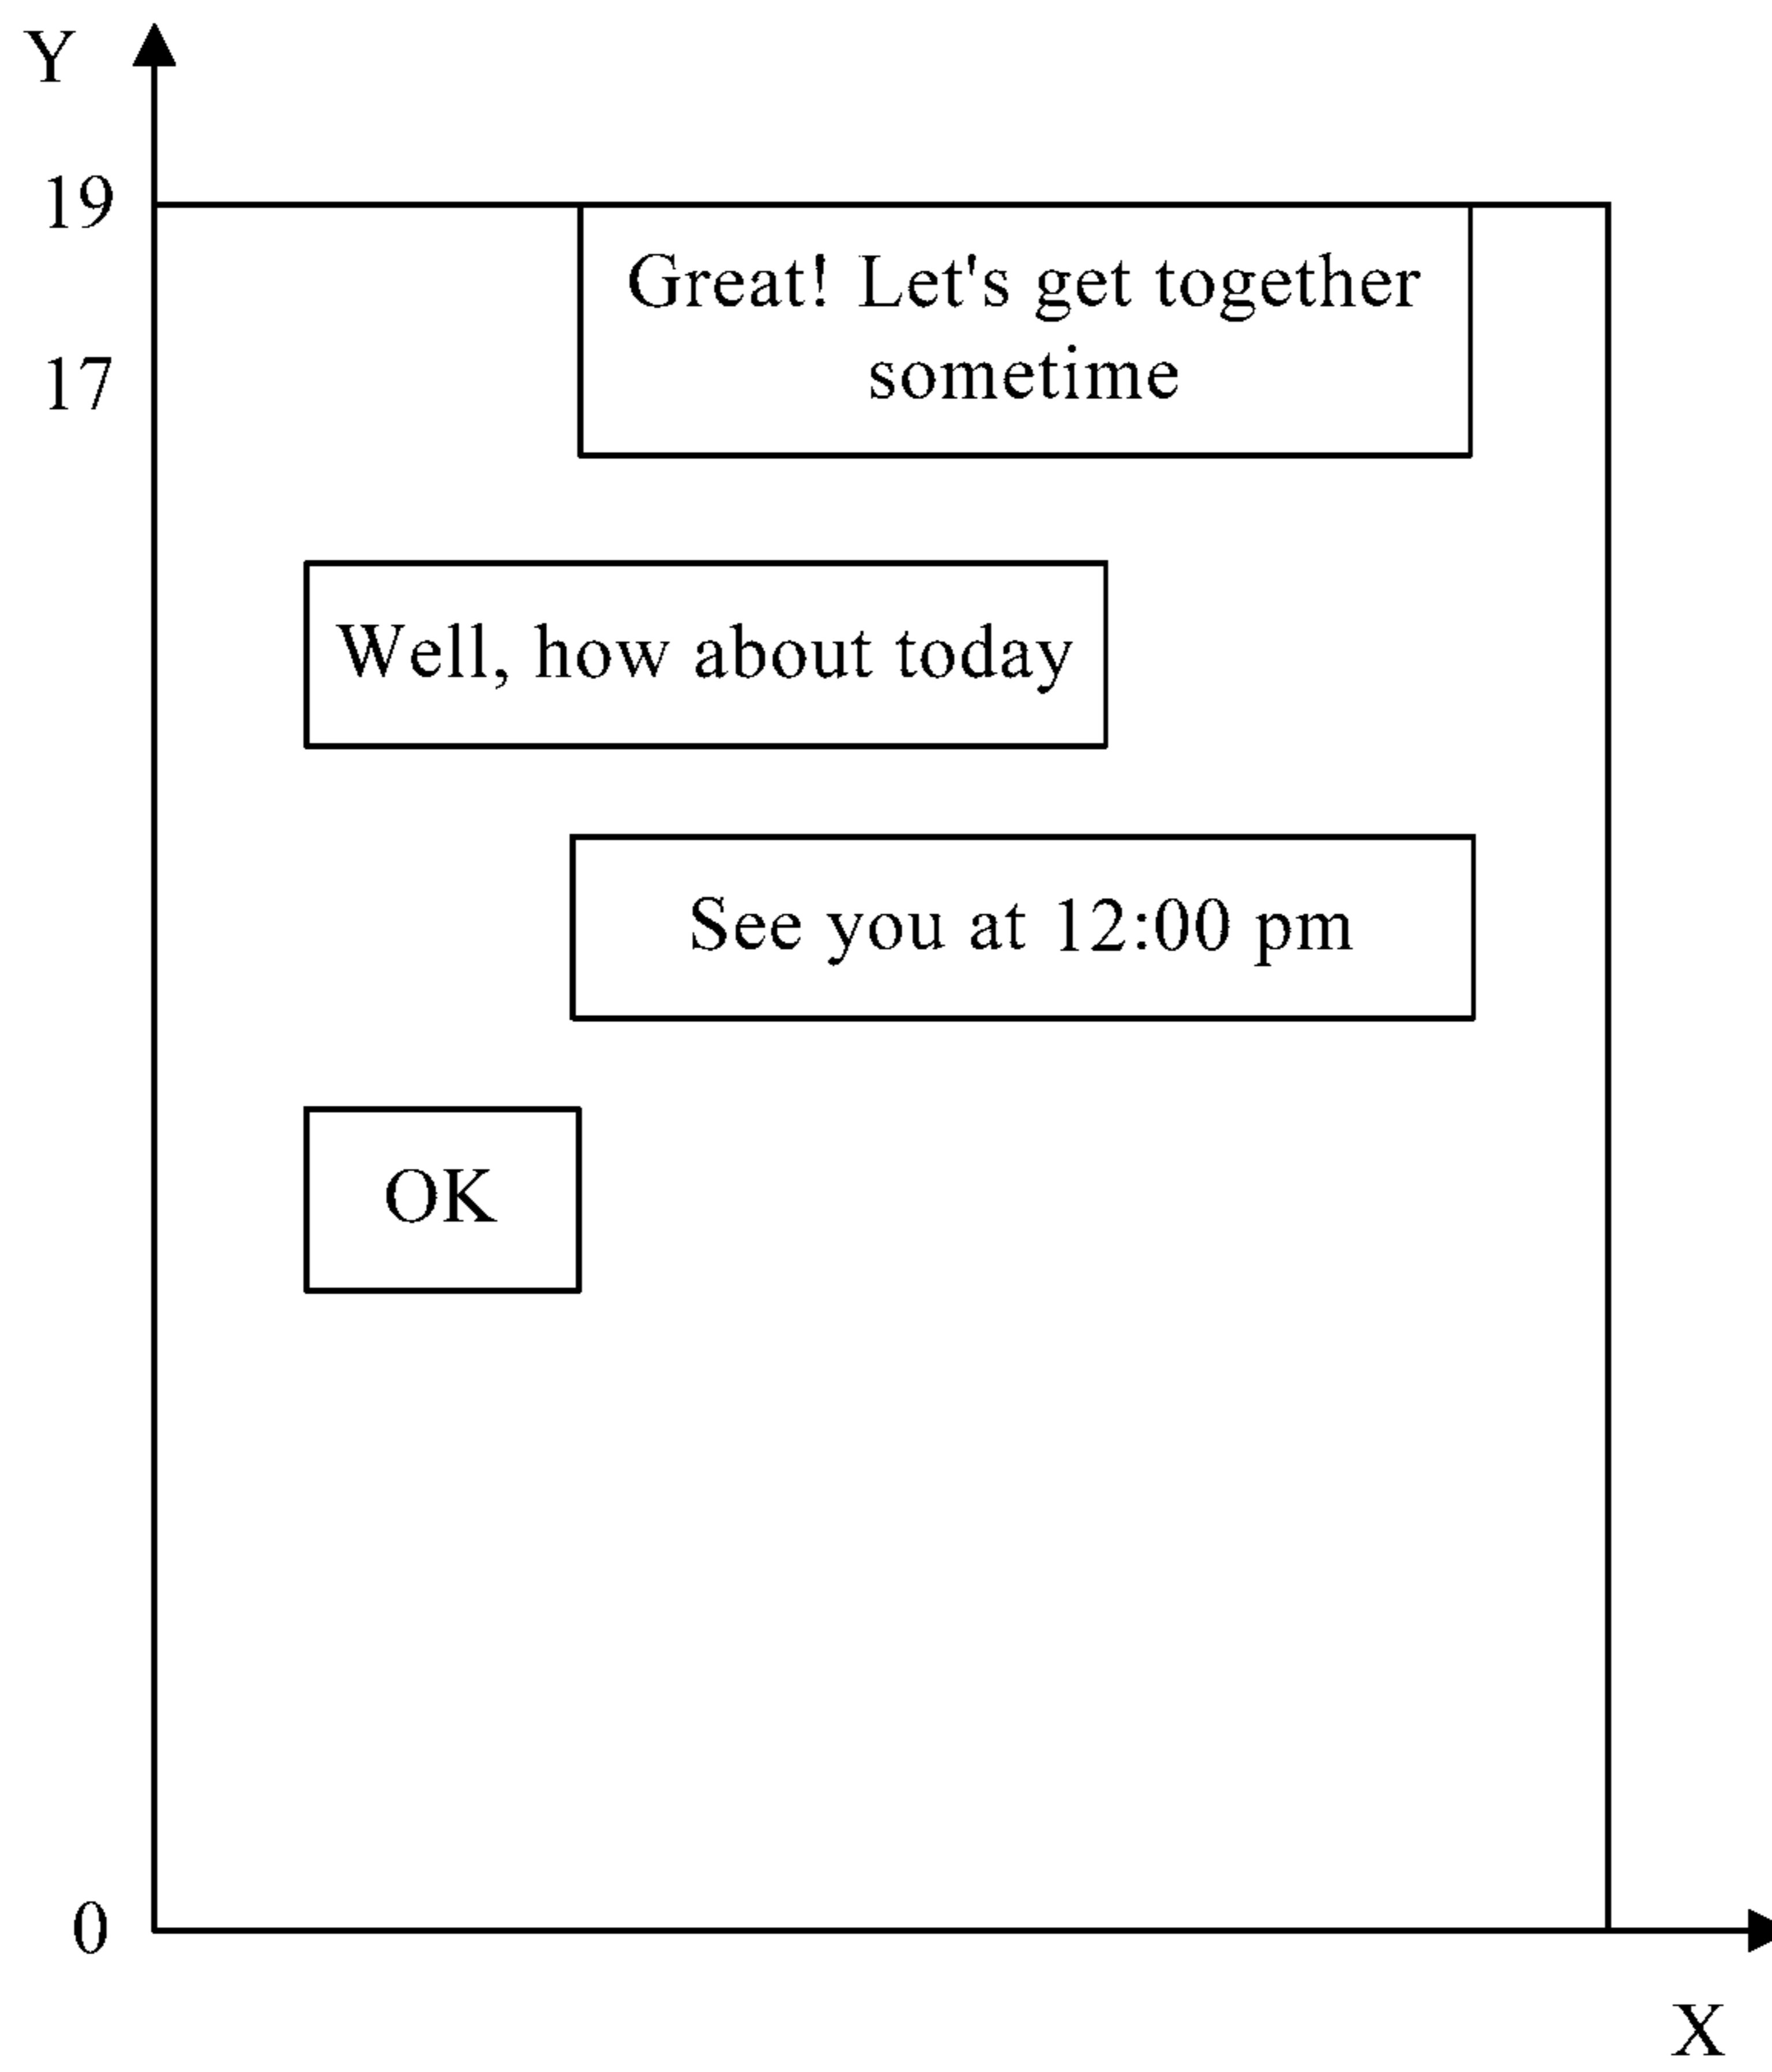 Y
19
Great! Let's get together
17
sometime
Well, how about today
See you at 12:00 pm
OK
0
X